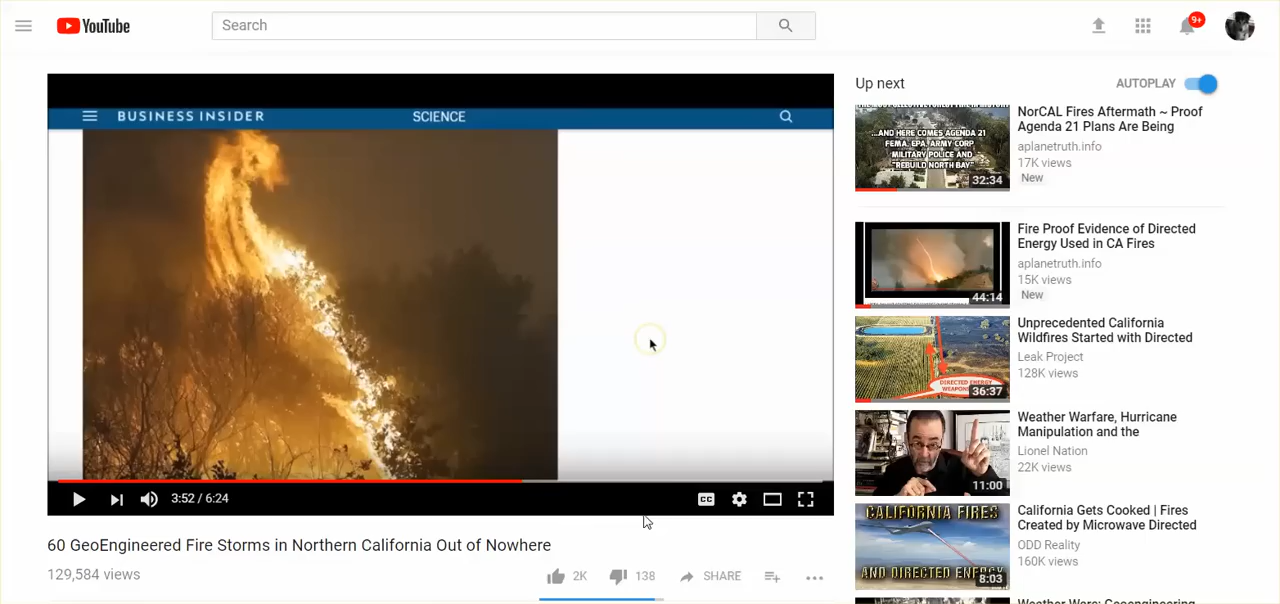 YouTube
Search
9+
BUSINESS INSIDER
SCIENCE
3:52 / 6:24
CC
60 GeoEngineered Fire Storms in Northern California Out of Nowhere
129,584 views
2K
138
SHARE
Up next
AUTOPLAY
...AND HERE COMES AGENDA 21
FEMA, EPA, ARMY CORP
MILITARY POLICE AND
"REBUILD NORTH BAY"
32:34
NorCAL Fires Aftermath ~ Proof
Agenda 21 Plans Are Being
aplanetruth.info
17K views
New
44:14
Fire Proof Evidence of Directed
Energy Used in CA Fires
aplanetruth.info
15K views
New
DIRECTED ENERGY
WEAPONS
36:37
Unprecedented California
Wildfires Started with Directed
Leak Project
128K views
11:00
Weather Warfare, Hurricane
Manipulation and the
Lionel Nation
22K views
CALIFORNIA FIRES
AND DIRECTED ENERGY
8:03
California Gets Cooked | Fires
Created by Microwave Directed
ODD Reality
160K views
Weather Wars: Geoengineering